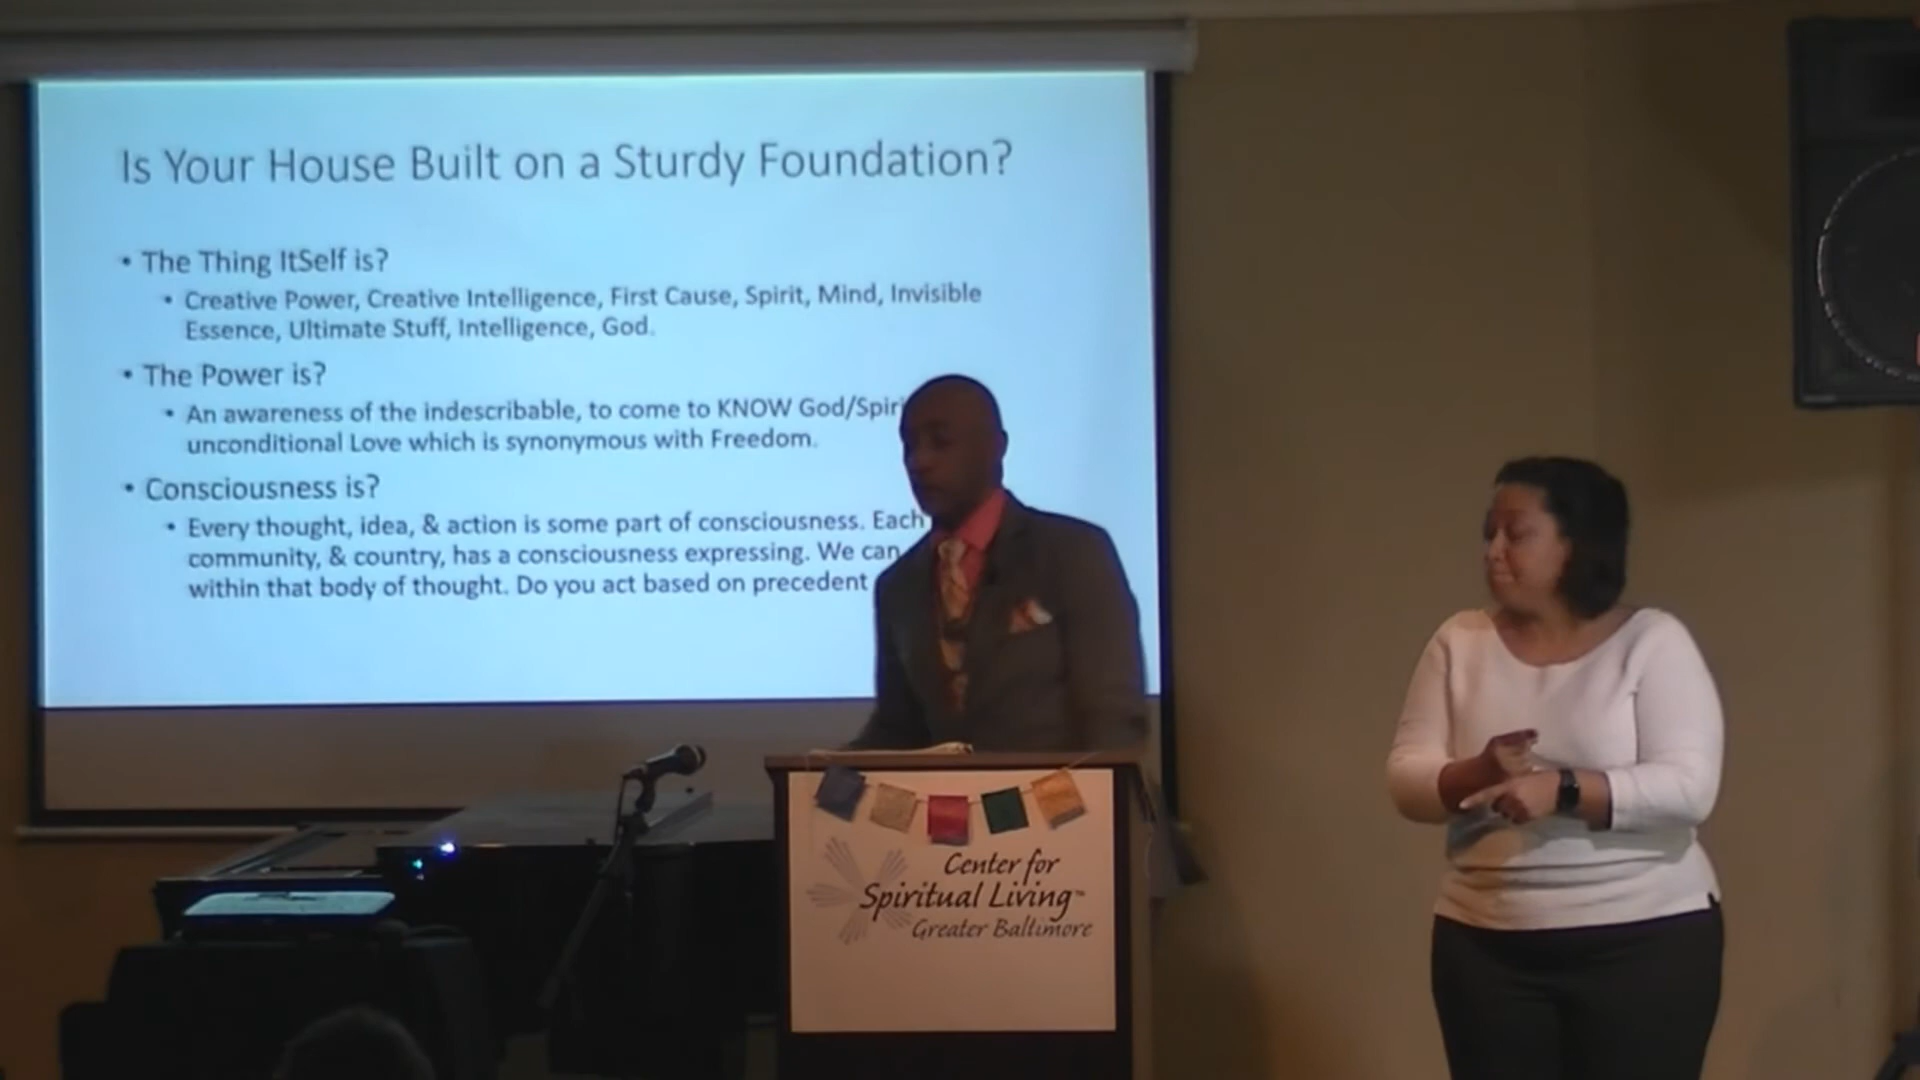 Is Your House Built on a Sturdy Foundation?
• The Thing ItSelf is?
• Creative Power, Creative Intelligence, First Cause, Spirit, Mind, Invisible
Essence, Ultimate Stuff, Intelligence, God.
• The Power is?
• An awareness of the indescribable, to come to KNOW God/Spiri
unconditional Love which is synonymous with Freedom.
• Consciousness is?
• Every thought, idea, & action is some part of consciousness. Each
community, & country, has a consciousness expressing. We can
within that body of thought. Do you act based on precedent
Center for
Spiritual Living™
Greater Baltimore